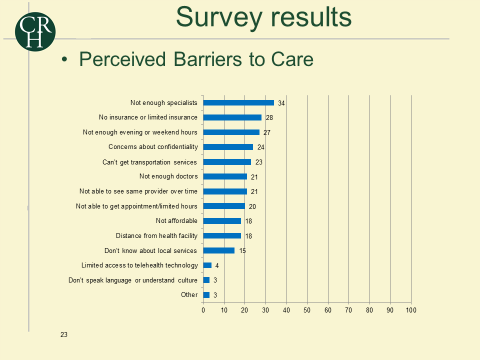 Survey results
CR
H
• Perceived Barriers to Care
Not enough specialists 34
No insurance or limited insurance 28
Not enough evening or weekend hours 27
Concerns about confidentiality 24
Can't get transportation services 23
Not enough doctors 21
Not able to see same provider over time 21
Not able to get appointment/limited hours 20
Not affordable 18
Distance from health facility 18
Don't know about local services 15
Limited access to telehealth technology 4
Don't speak language or understand culture 3
Other 3
0 10 20 30 40 50 60 70 80 90 100
23